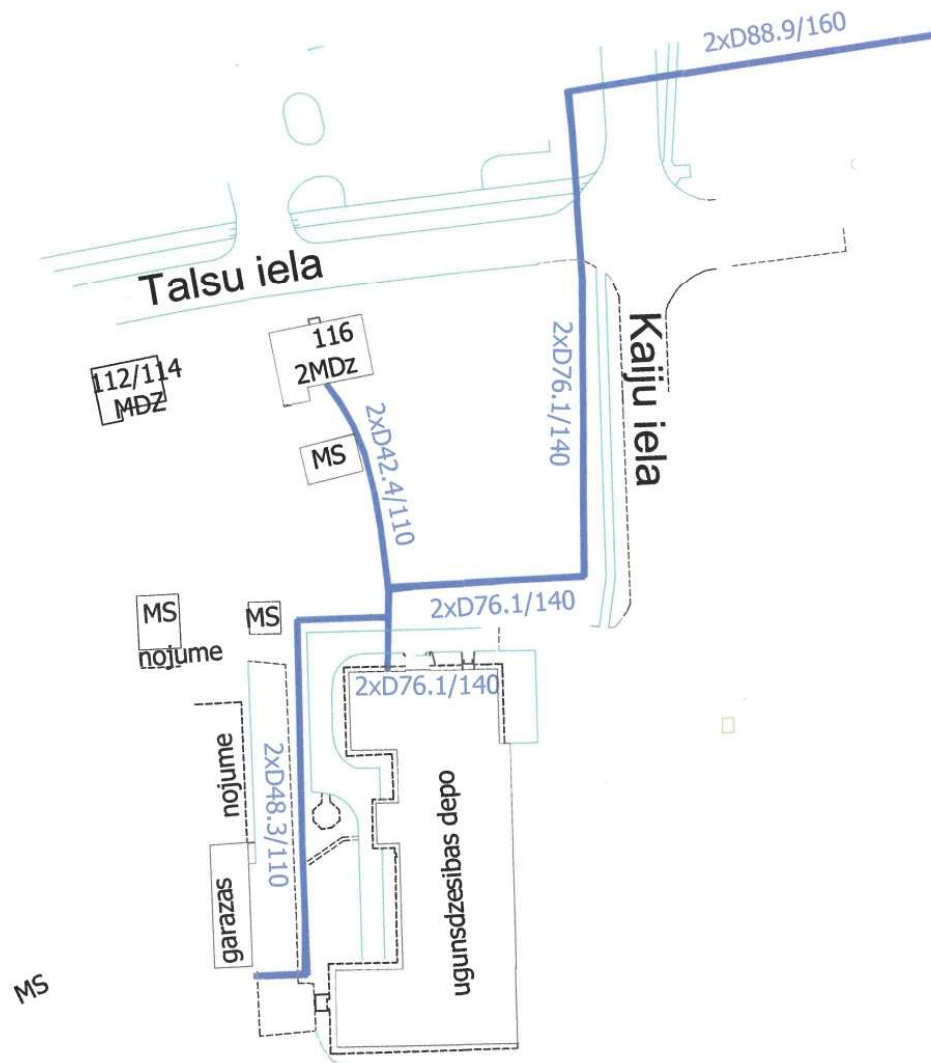 2xD88.9/160
Talsu iela
116
2MDz
112/114
MDZ
Kaiju iela
2xD76.1/140
2xD42.4/110
MS
2xD76.1/140
MS
MS
nojume
2xD76.1/140
nojume
2xD48.3/110
garazas
ugunsdzesibas depo
MS